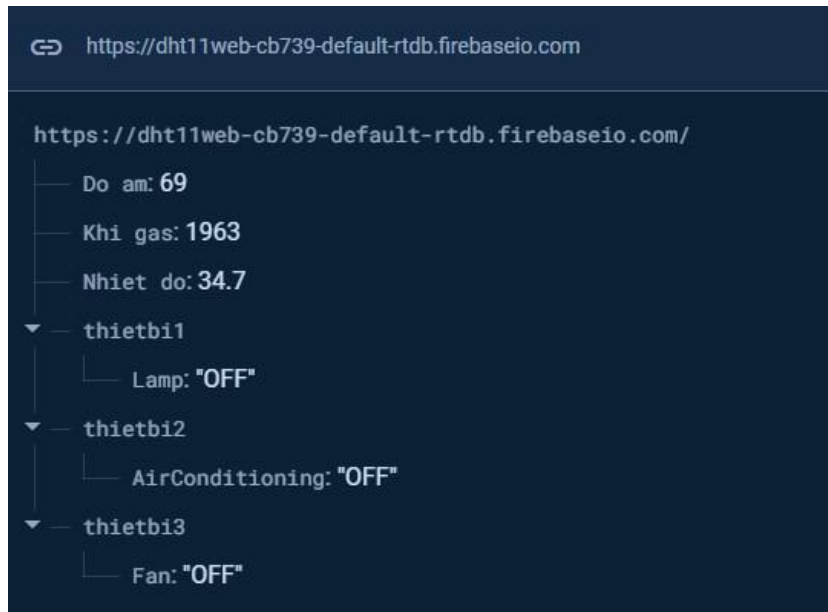 https://dht11web-cb739-default-rtdb.firebaseio.com
https://dht11web-cb739-default-rtdb.firebaseio.com/
Do am: 69
Khi gas: 1963
Nhiet do: 34.7
thietbi1
Lamp: "OFF"
thietbi2
AirConditioning: "OFF"
thietbi3
Fan: "OFF"